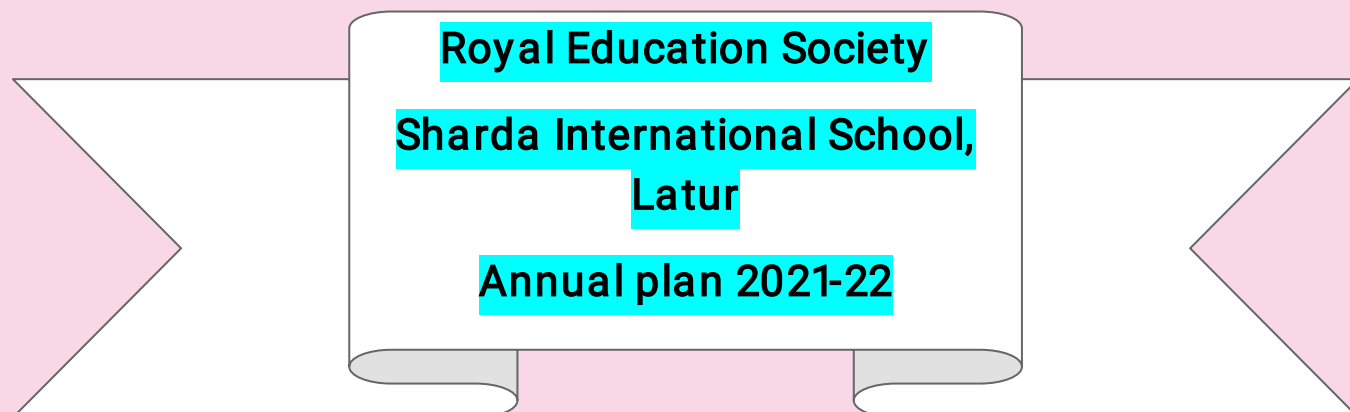 Royal Education Society
Sharda International School,
Latur
Annual plan 2021-22